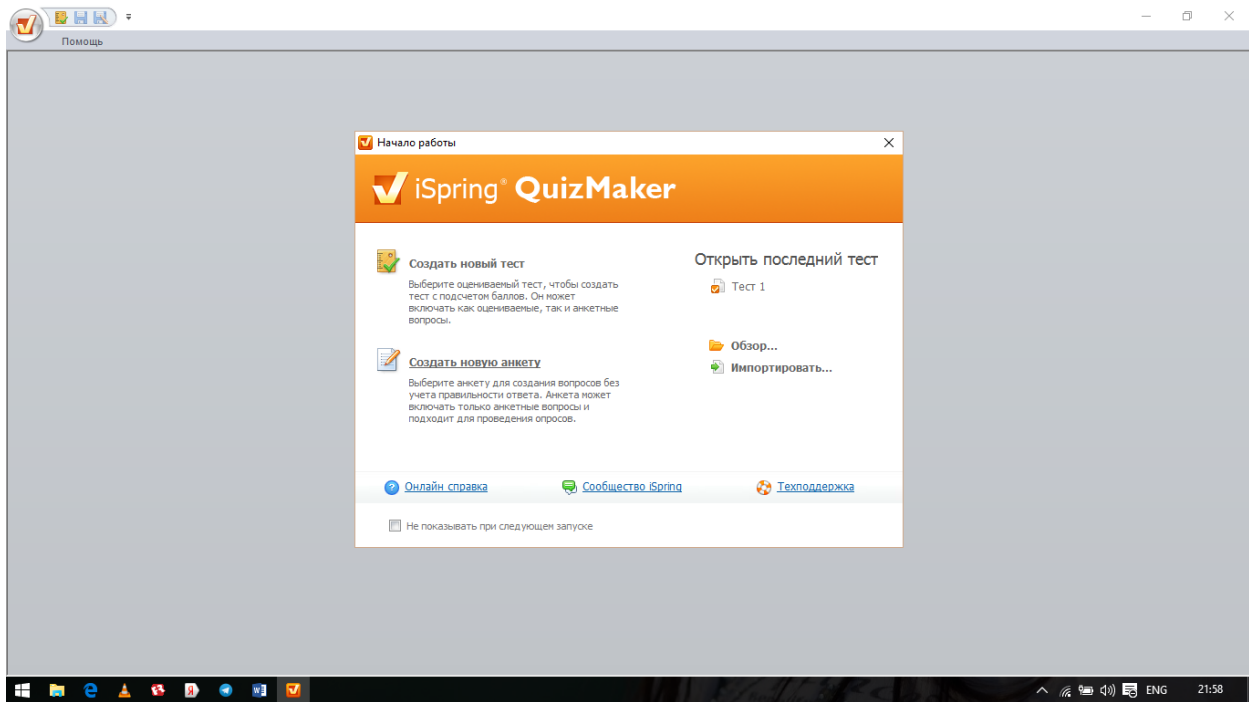 Помощь
Начало работы
iSpring® QuizMaker
Создать новый тест
Выберите оцениваемый тест, чтобы создать
тест с подсчетом баллов. Он может
включать как оцениваемые, так и анкетные
вопросы.
Создать новую анкету
Выберите анкету для создания вопросов без
учета правильности ответа. Анкета может
включать только анкетные вопросы и
подходит для проведения опросов.
Открыть последний тест
Тест 1
Обзор...
Импортировать...
Онлайн справка
Сообщество iSpring
Техподдержка
Не показывать при следующем запуске
ENG
21:58